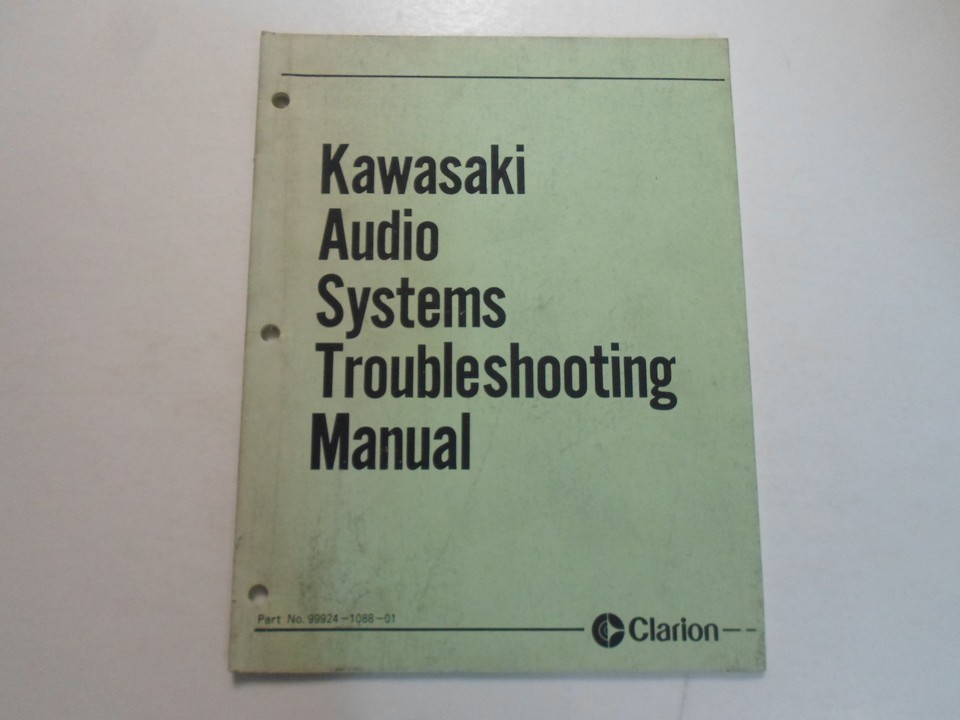 Kawasaki
Audio
Systems
Troubleshooting
Manual
Part No. 99924-1088-01
Clarion